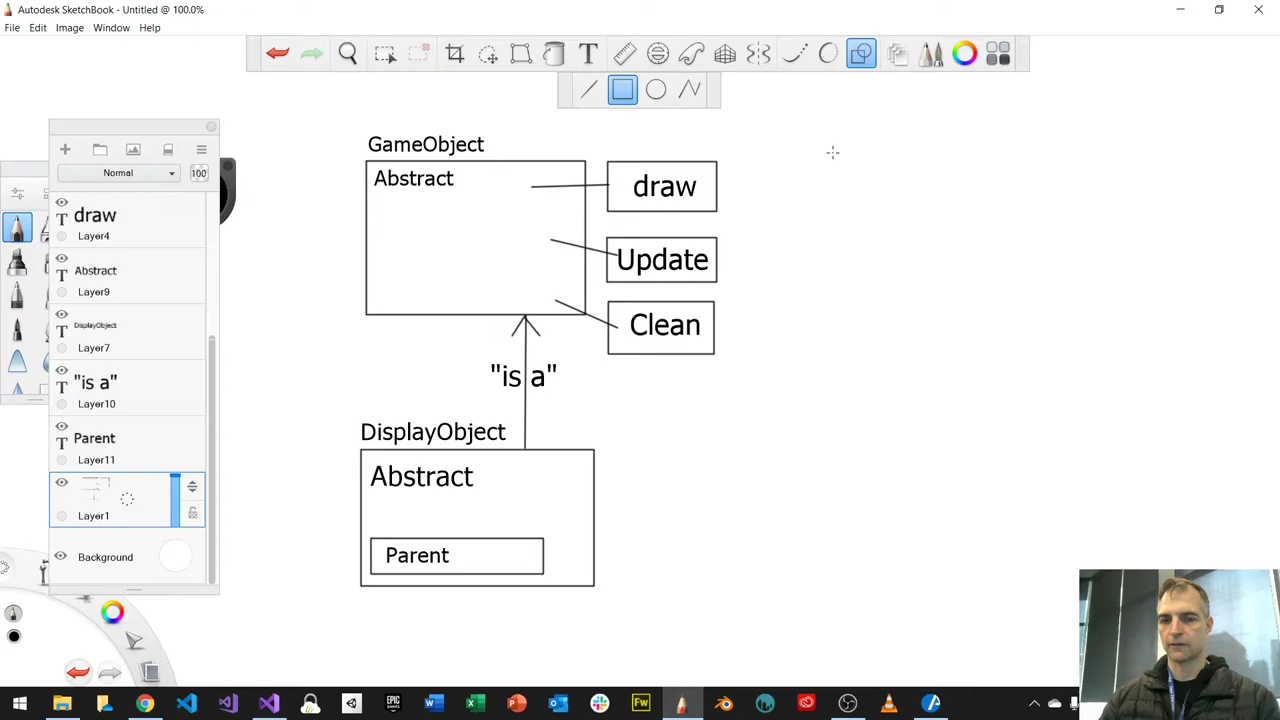 Autodesk SketchBook - Untitled @ 100.0%
File Edit Image Window Help
Normal
100
draw
Layer4
Abstract
Layer9
DisplayObject
Layer7
"is a"
Layer10
Parent
Layer11
Layer1
Background
GameObject
Abstract
draw
Update
Clean
"is a"
DisplayObject
Abstract
Parent